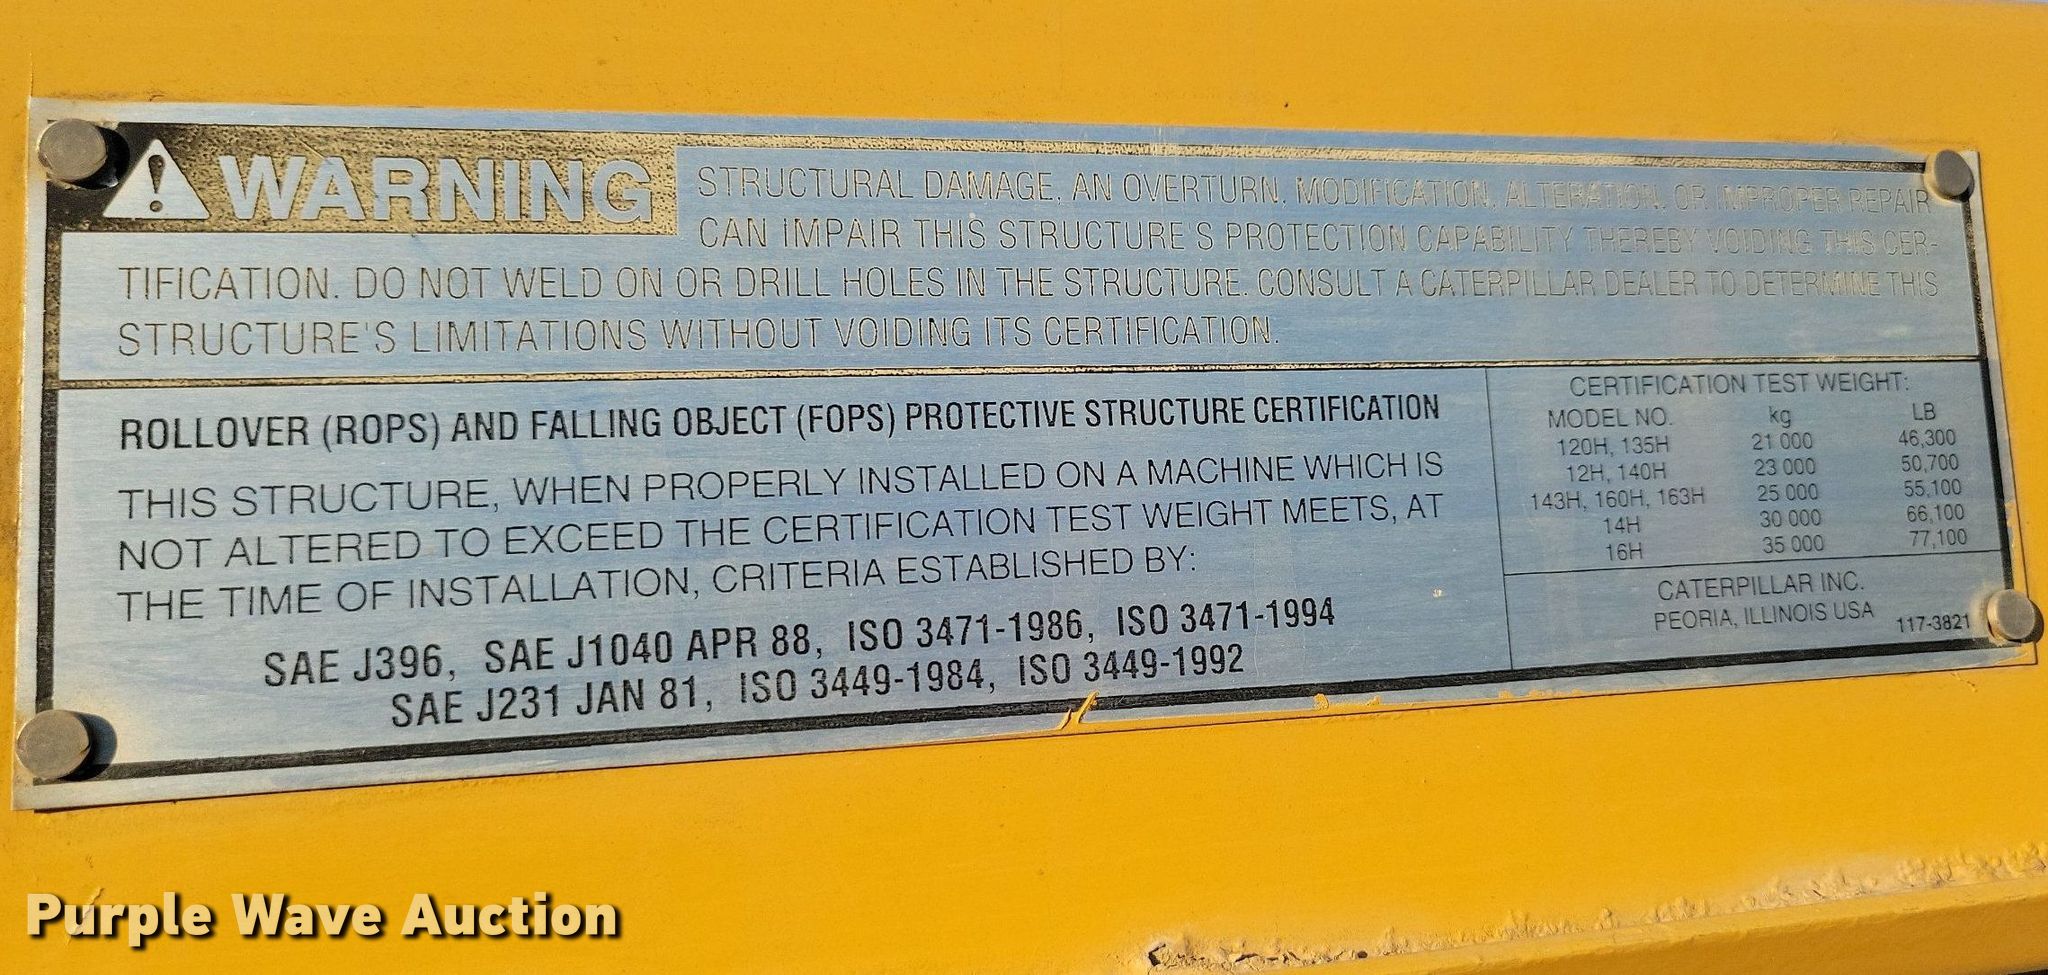 WARNING
STRUCTURAL DAMAGE, AN OVERTURN, MODIFICATION, ALTERATION, OR IMPROPER REPAIR
CAN IMPAIR THIS STRUCTURE'S PROTECTION CAPABILITY THEREBY VOIDING THIS CER-
TIFICATION. DO NOT WELD ON OR DRILL HOLES IN THE STRUCTURE. CONSULT A CATERPILLAR DEALER TO DETERMINE THIS
STRUCTURE'S LIMITATIONS WITHOUT VOIDING ITS CERTIFICATION.
ROLLOVER (ROPS) AND FALLING OBJECT (FOPS) PROTECTIVE STRUCTURE CERTIFICATION
THIS STRUCTURE, WHEN PROPERLY INSTALLED ON A MACHINE WHICH IS
NOT ALTERED TO EXCEED THE CERTIFICATION TEST WEIGHT MEETS, AT
THE TIME OF INSTALLATION, CRITERIA ESTABLISHED BY:
SAE J396, SAE J1040 APR 88, ISO 3471-1986, ISO 3471-1994
SAE J231 JAN 81, ISO 3449-1984, ISO 3449-1992
CERTIFICATION TEST WEIGHT:
MODEL NO. kg LB
120H, 135H 21 000 46,300
12H, 140H 23 000 50,700
143H, 160H, 163H 25 000 55,100
14H 30 000 66,100
16H 35 000 77,100
CATERPILLAR INC.
PEORIA, ILLINOIS USA 117-3821
Purple Wave Auction